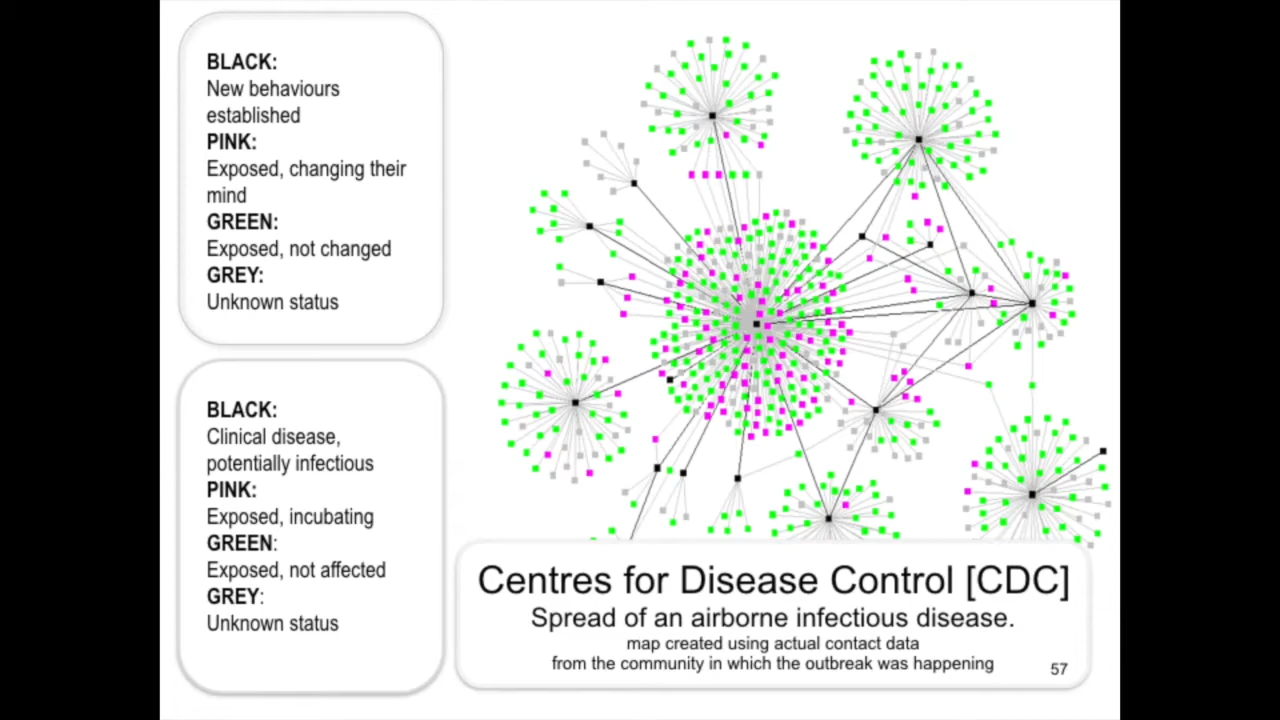 BLACK:
New behaviours
established
PINK:
Exposed, changing their
mind
GREEN:
Exposed, not changed
GREY:
Unknown status
BLACK:
Clinical disease,
potentially infectious
PINK:
Exposed, incubating
GREEN:
Exposed, not affected
GREY:
Unknown status
Centres for Disease Control [CDC]
Spread of an airborne infectious disease.
map created using actual contact data
from the community in which the outbreak was happening
57